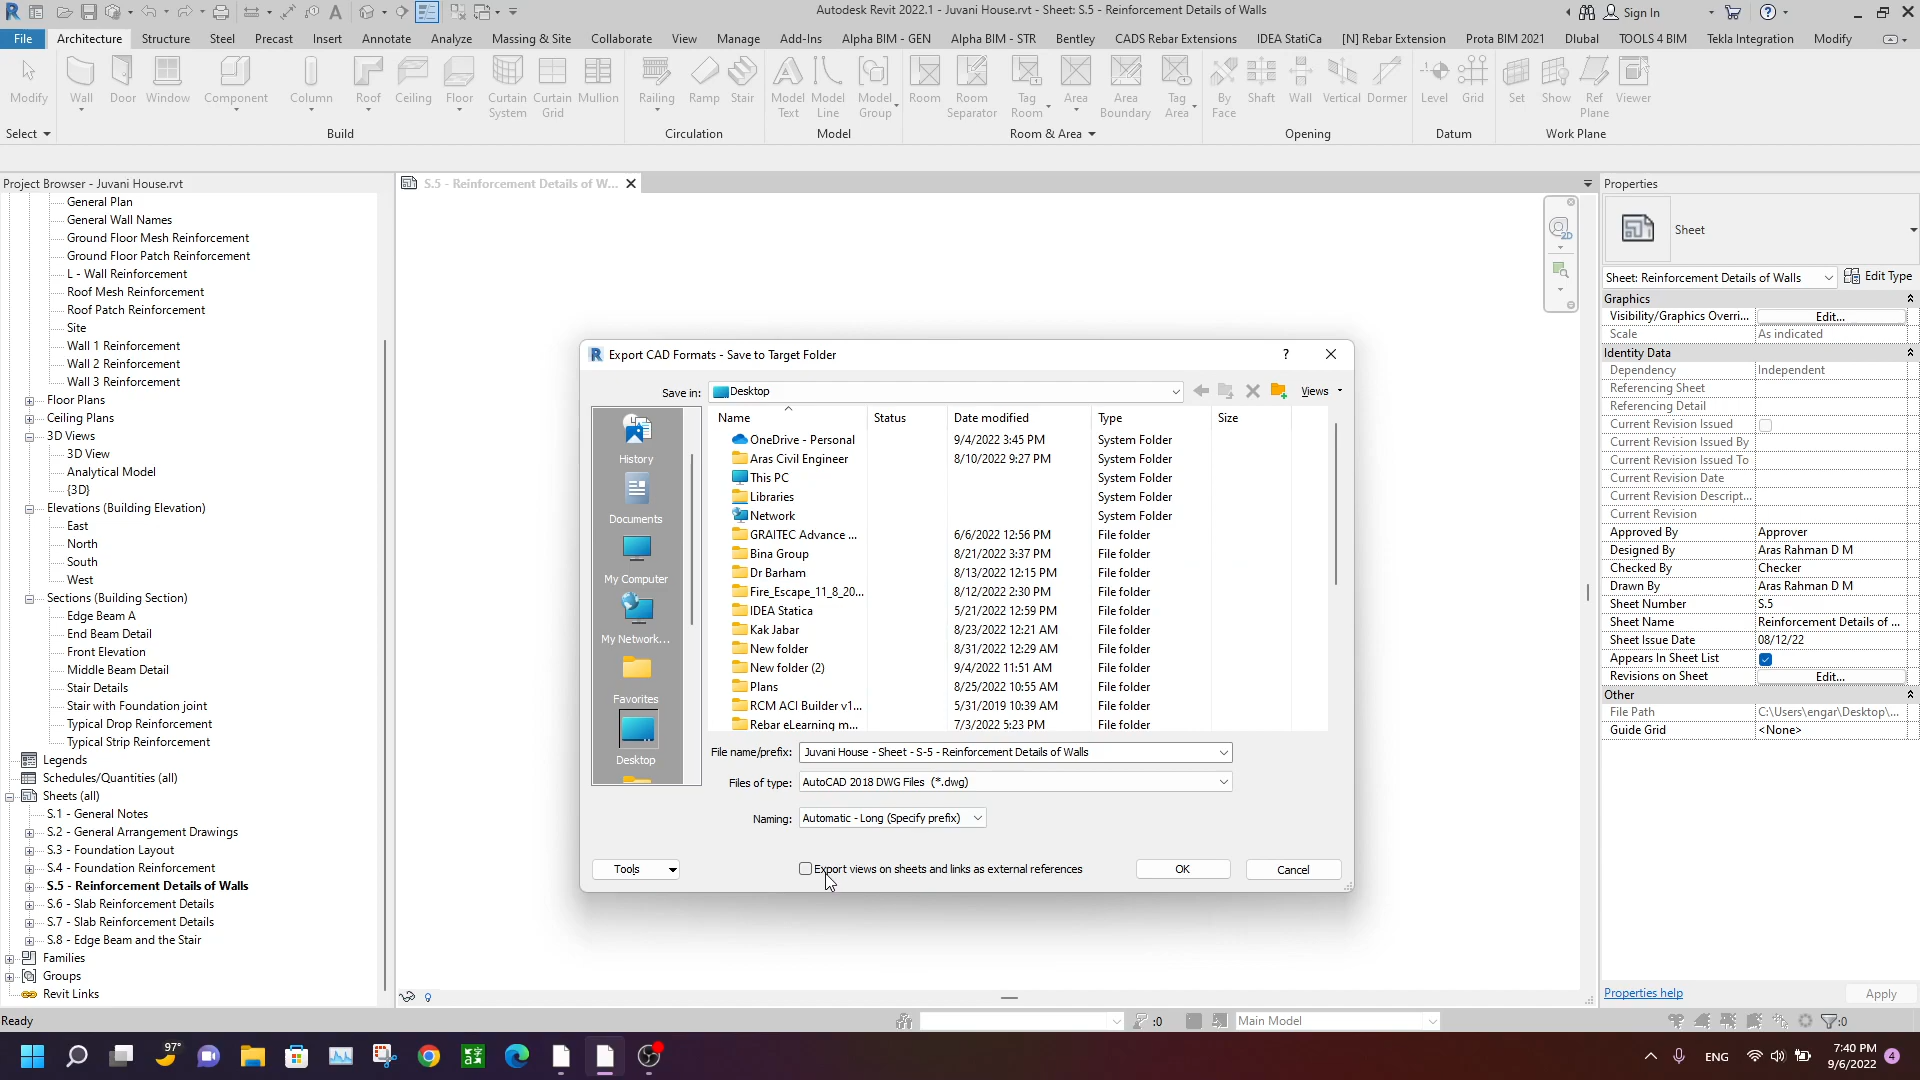 Autodesk Revit 2022.1 - Juvani House.rvt - Sheet: S.5 - Reinforcement Details of Walls
Sign In
File Architecture Structure Steel Precast Insert Annotate Analyze Massing & Site Collaborate View Manage Add-Ins Alpha BIM - GEN Alpha BIM - STR Bentley CADS Rebar Extensions IDEA StatiCa [N] Rebar Extension Prota BIM 2021 Dlubal TOOLS 4 BIM Tekla Integration Modify
Modify Wall Door Window Component Column Roof Ceiling Floor Curtain System Curtain Grid Mullion Railing Ramp Stair Model Text Model Line Model Group Room Room Separator Tag Room Area Area Boundary Tag Area By Face Shaft Wall Vertical Dormer Level Grid Set Show Ref Plane Viewer
Select Build Circulation Model Room & Area Opening Datum Work Plane
Project Browser - Juvani House.rvt
General Plan
General Wall Names
Ground Floor Mesh Reinforcement
Ground Floor Patch Reinforcement
L - Wall Reinforcement
Roof Mesh Reinforcement
Roof Patch Reinforcement
Site
Wall 1 Reinforcement
Wall 2 Reinforcement
Wall 3 Reinforcement
Floor Plans
Ceiling Plans
3D Views
3D View
Analytical Model
{3D}
Elevations (Building Elevation)
East
North
South
West
Sections (Building Section)
Edge Beam A
End Beam Detail
Front Elevation
Middle Beam Detail
Stair Details
Stair with Foundation joint
Typical Drop Reinforcement
Typical Strip Reinforcement
Legends
Schedules/Quantities (all)
Sheets (all)
S.1 - General Notes
S.2 - General Arrangement Drawings
S.3 - Foundation Layout
S.4 - Foundation Reinforcement
S.5 - Reinforcement Details of Walls
S.6 - Slab Reinforcement Details
S.7 - Slab Reinforcement Details
S.8 - Edge Beam and the Stair
Families
Groups
Revit Links
S.5 - Reinforcement Details of W...
2D
Export CAD Formats - Save to Target Folder
Save in: Desktop Views
History
Documents
My Computer
My Network...
Favorites
Desktop
Name Status Date modified Type Size
OneDrive - Personal 9/4/2022 3:45 PM System Folder
Aras Civil Engineer 8/10/2022 9:27 PM System Folder
This PC System Folder
Libraries System Folder
Network System Folder
GRAITEC Advance ... 6/6/2022 12:56 PM File folder
Bina Group 8/21/2022 3:37 PM File folder
Dr Barham 8/13/2022 12:15 PM File folder
Fire_Escape_11_8_20... 8/12/2022 2:30 PM File folder
IDEA Statica 5/21/2022 12:59 PM File folder
Kak Jabar 8/23/2022 12:21 AM File folder
New folder 8/31/2022 12:29 AM File folder
New folder (2) 9/4/2022 11:51 AM File folder
Plans 8/25/2022 10:55 AM File folder
RCM ACI Builder v1... 5/31/2019 10:39 AM File folder
Rebar eLearning m... 7/3/2022 5:23 PM File folder
File name/prefix: Juvani House - Sheet - S-5 - Reinforcement Details of Walls
Files of type: AutoCAD 2018 DWG Files (*.dwg)
Naming: Automatic - Long (Specify prefix)
Tools Export views on sheets and links as external references OK Cancel
Properties
Sheet
Sheet: Reinforcement Details of Walls Edit Type
Graphics
Visibility/Graphics Overri... Edit...
Scale As indicated
Identity Data
Dependency Independent
Referencing Sheet
Referencing Detail
Current Revision Issued
Current Revision Issued By
Current Revision Issued To
Current Revision Date
Current Revision Descript...
Current Revision
Approved By Approver
Designed By Aras Rahman D M
Checked By Checker
Drawn By Aras Rahman D M
Sheet Number S.5
Sheet Name Reinforcement Details of ...
Sheet Issue Date 08/12/22
Appears In Sheet List
Revisions on Sheet Edit...
Other
File Path C:\Users\engar\Desktop\...
Guide Grid <None>
Properties help Apply
Ready :0 Main Model :0
97° ENG 7:40 PM
9/6/2022 4